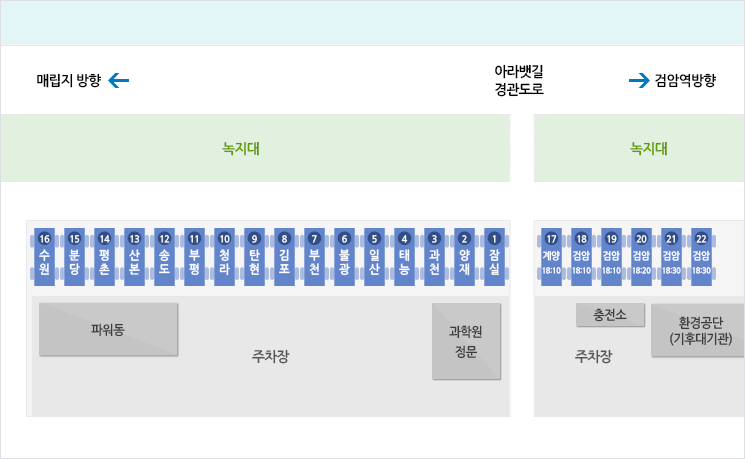 매립지 방향
아라뱃길
경관도로
검암역방향
녹지대
녹지대
16 수원
15 분당
14 평촌
13 산본
12 송도
11 부평
10 청라
9 탄현
8 김포
7 부천
6 불광
5 일산
4 태능
3 과천
2 양재
1 잠실
17 계양 18:10
18 검암 18:10
19 검암 18:10
20 검암 18:20
21 검암 18:30
22 검암 18:30
파워동
주차장
과학원
정문
충전소
주차장
환경공단
(기후대기관)